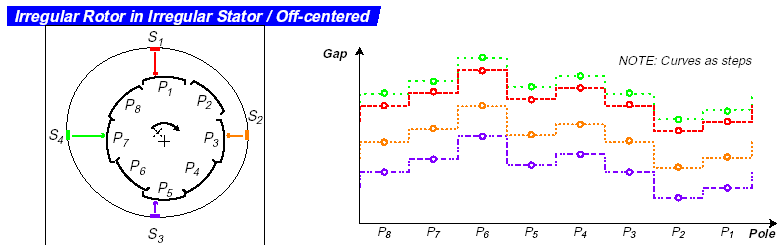 Irregular Rotor in Irregular Stator / Off-centered
S1
P1
P2
P8
S2
S4
P7
P3
P6
P4
P5
S3
Gap
NOTE: Curves as steps
P8 P7 P6 P5 P4 P3 P2 P1 Pole